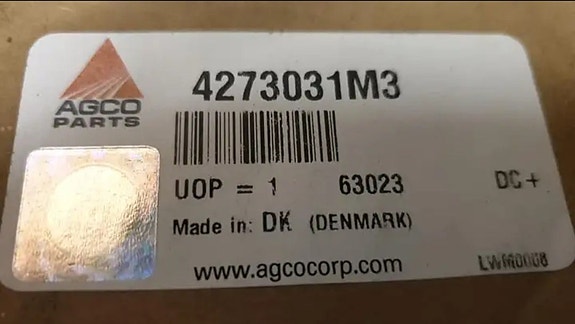 AGCO
PARTS
4273031M3
UOP = 1 63023 DC+
Made in: DK (DENMARK)
www.agcocorp.com